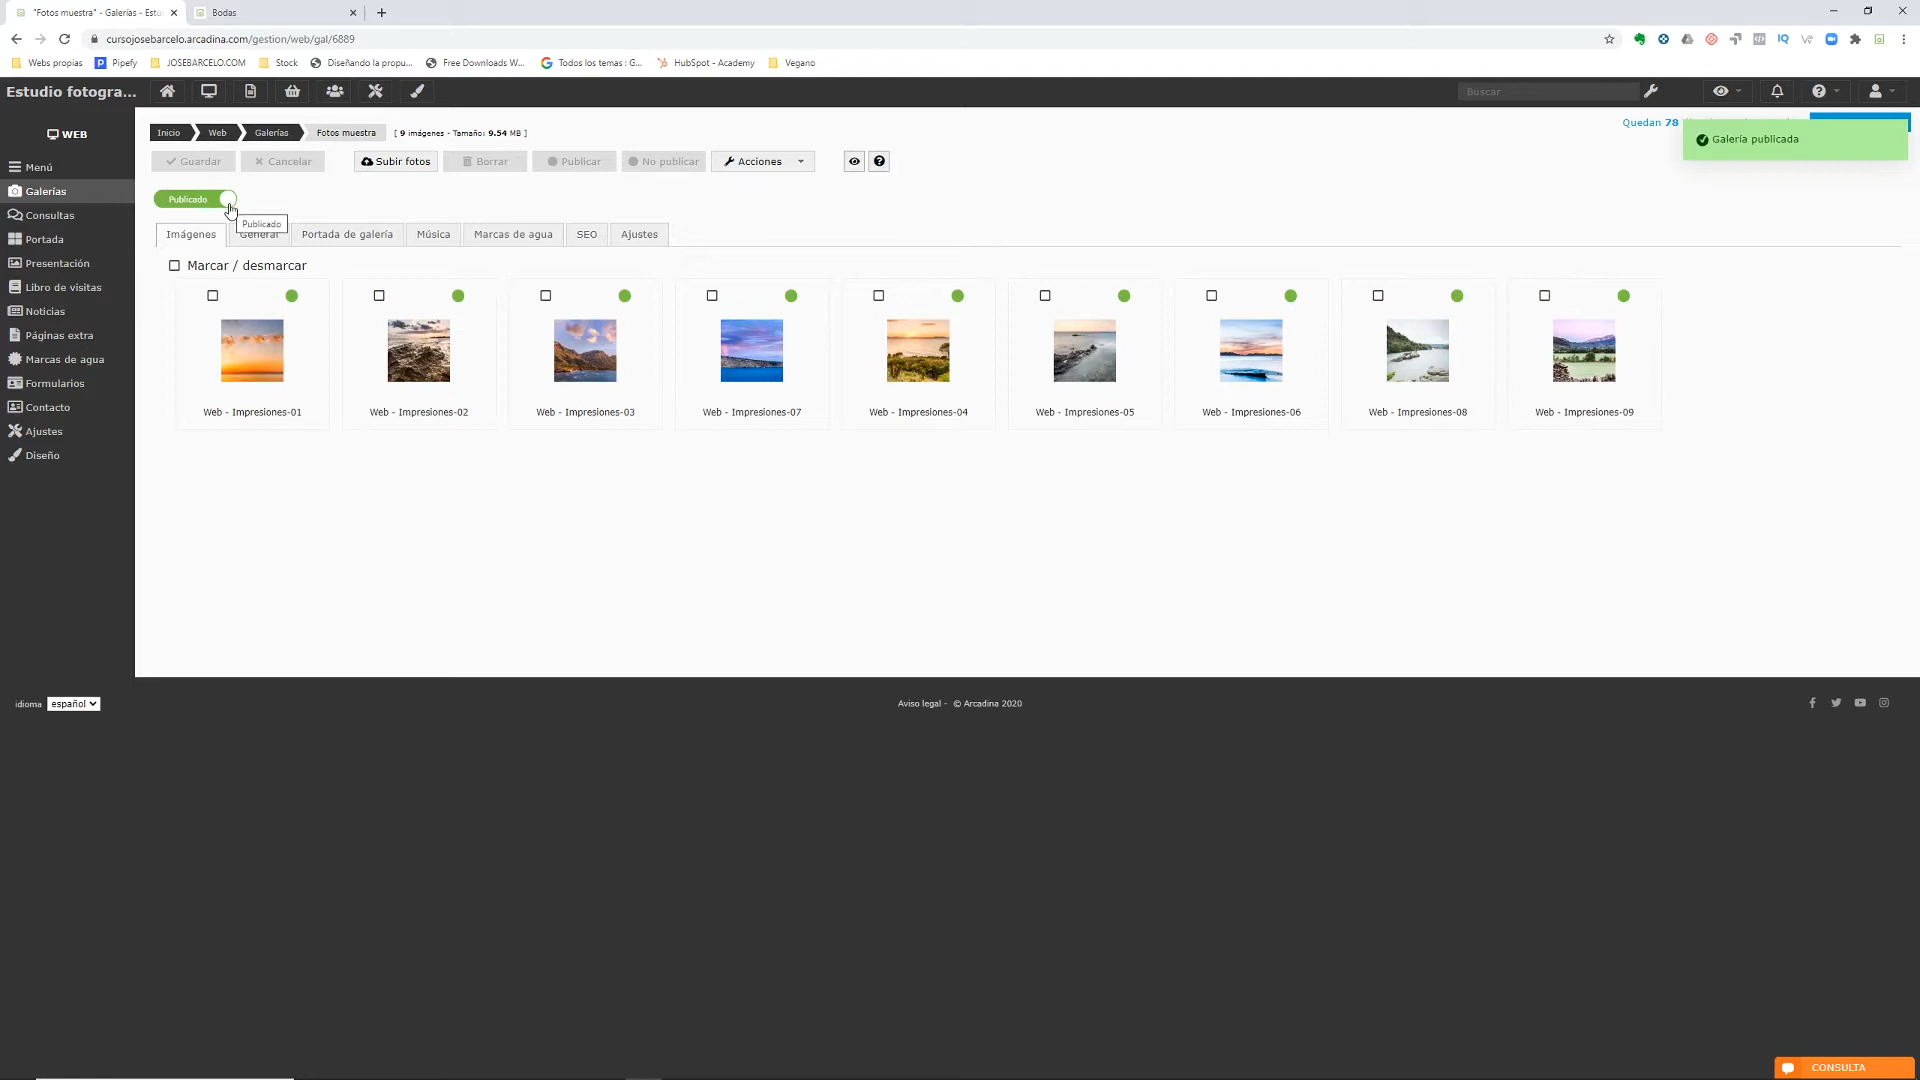 "Fotos muestra" - Galerías - Estu
Bodas
cursojosebarcelo.arcadina.com/gestion/web/gal/6889
Webs propias
Pipefy
JOSEBARCELO.COM
Stock
Diseñando la propu...
Free Downloads W...
Todos los temas : G...
HubSpot - Academy
Vegano
Estudio fotogra...
Buscar
WEB
Inicio
Web
Galerías
Fotos muestra
[ 9 imágenes - Tamaño: 9.54 MB ]
Quedan 78
Galería publicada
Guardar
Cancelar
Subir fotos
Borrar
Publicar
No publicar
Acciones
Publicado
Publicado
Imágenes
General
Portada de galería
Música
Marcas de agua
SEO
Ajustes
Marcar / desmarcar
Web - Impresiones-01
Web - Impresiones-02
Web - Impresiones-03
Web - Impresiones-07
Web - Impresiones-04
Web - Impresiones-05
Web - Impresiones-06
Web - Impresiones-08
Web - Impresiones-09
Menú
Galerías
Consultas
Portada
Presentación
Libro de visitas
Noticias
Páginas extra
Marcas de agua
Formularios
Contacto
Ajustes
Diseño
idioma
español
Aviso legal - © Arcadina 2020
CONSULTA